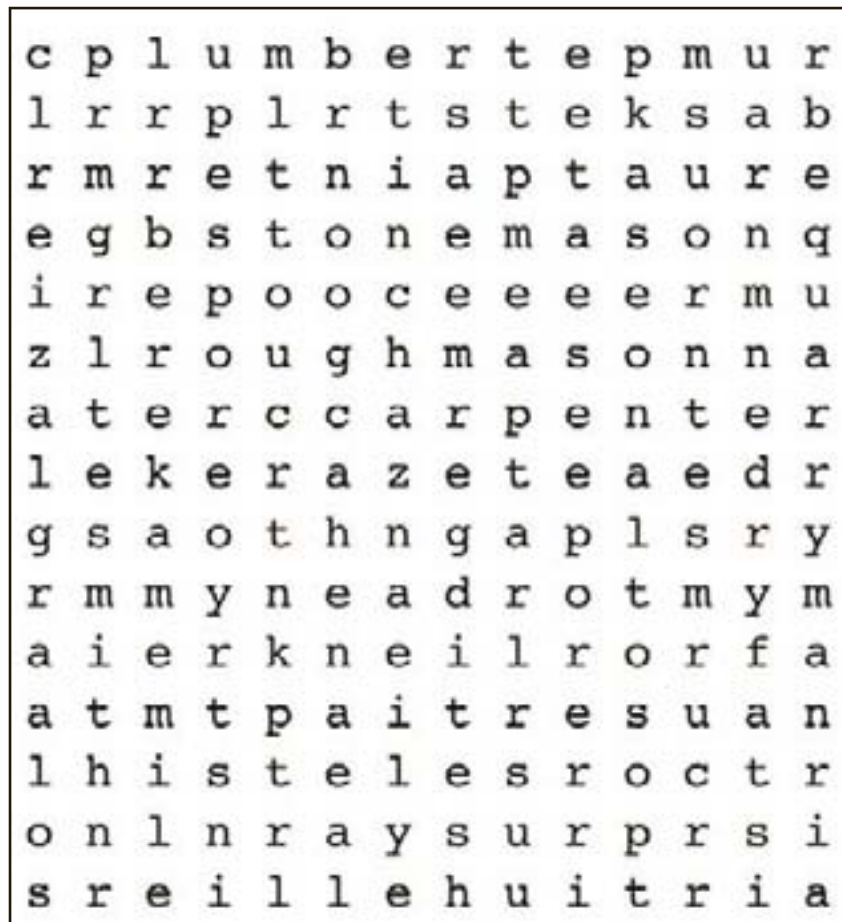 c p l u m b e r t e p m u r
l r r p l r t s t e k s a b
r m r e t n i a p t a u r e
e g b s t o n e m a s o n q
i r e p o o c e e e e r m u
z l r o u g h m a s o n n a
a t e r c c a r p e n t e r
l e k e r a z e t e a e d r
g s a o t h n g a p l s r y
r m m y n e a d r o t m y m
a i e r k n e i l r o r f a
a t m t p a i t r e s u a n
l h i s t e l e s r o c t r
o n l n r a y s u r p r s i
s r e i l l e h u i t r i a